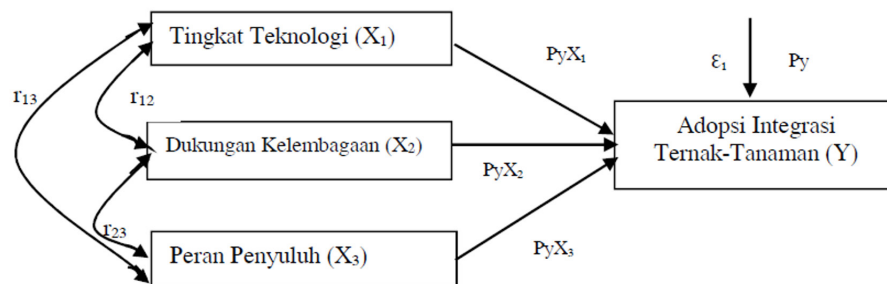 Tingkat Teknologi (X₁)
PyX₁
Ɛ₁ Py
r₁₃
r₁₂
Adopsi Integrasi
Ternak-Tanaman (Y)
Dukungan Kelembagaan (X₂)
PyX₂
r₂₃
Peran Penyuluh (X₃)
PyX₃